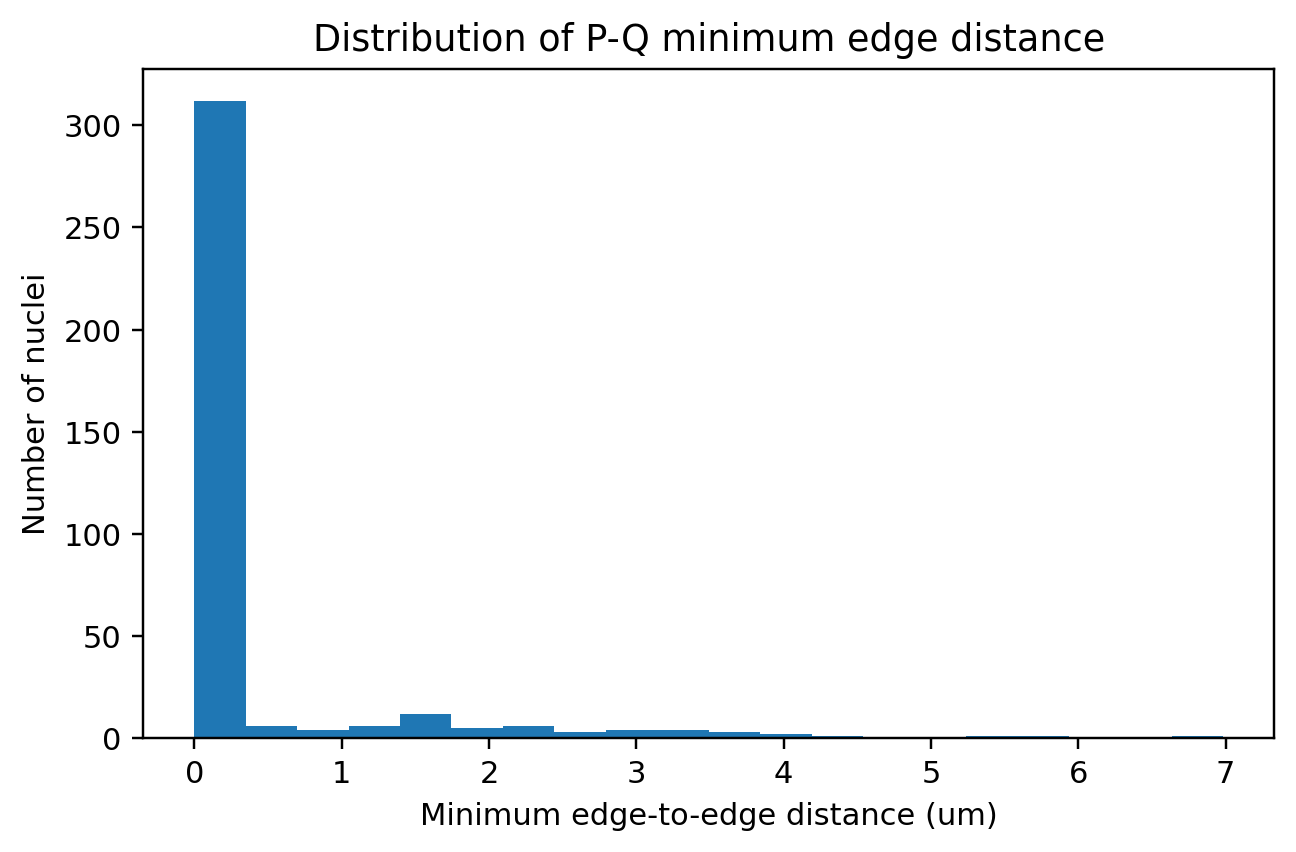 Distribution of P-Q minimum edge distance
Number of nuclei
300
250
200
150
100
50
0
0 1 2 3 4 5 6 7
Minimum edge-to-edge distance (um)